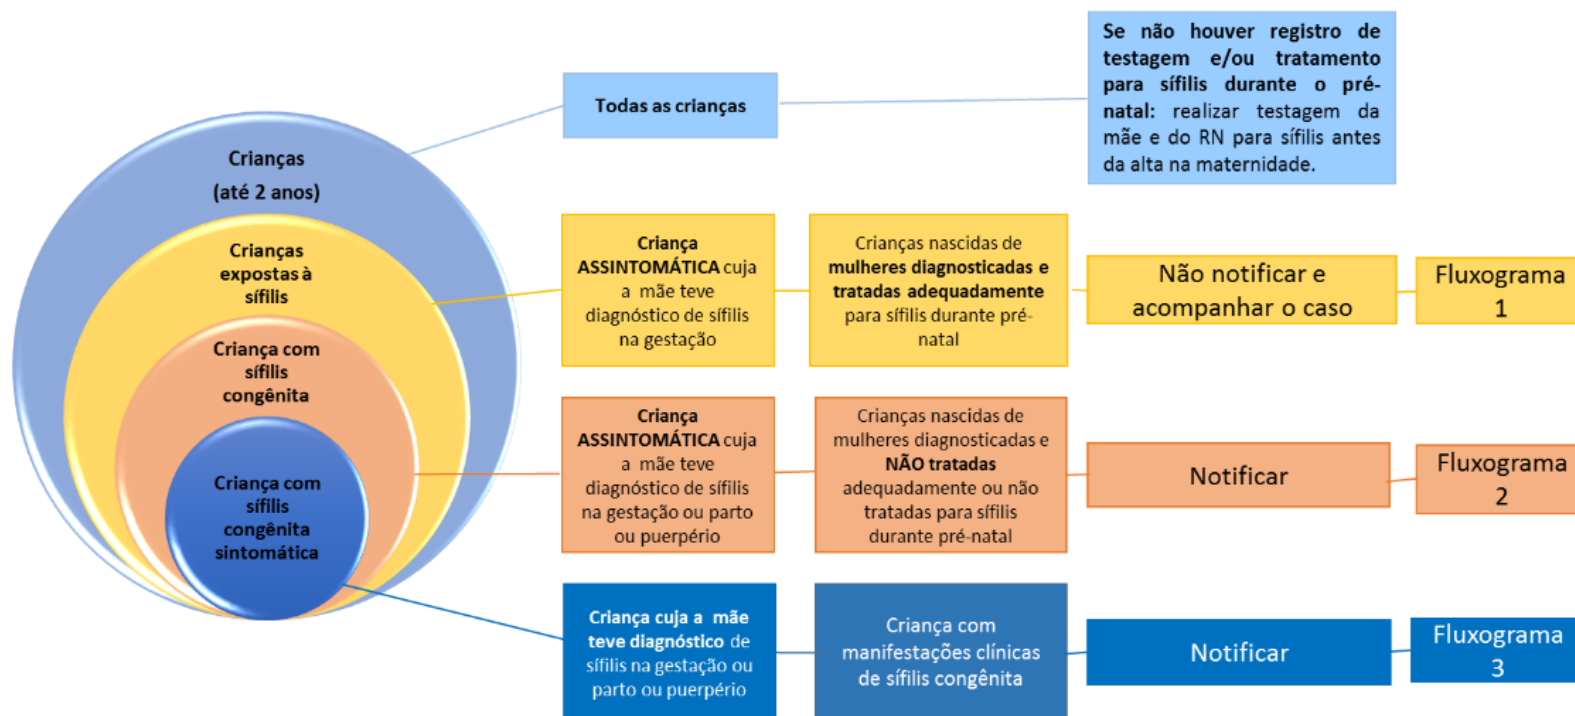 Crianças
(até 2 anos)
Crianças
expostas à
sífilis
Criança com
sífilis
congênita
Criança com
sífilis
congênita
sintomática
Todas as crianças
Se não houver registro de
testagem e/ou tratamento
para sífilis durante o pré-
natal: realizar testagem da
mãe e do RN para sífilis antes
da alta na maternidade.
Criança
ASSINTOMÁTICA cuja
a mãe teve
diagnóstico de sífilis
na gestação
Crianças nascidas de
mulheres diagnosticadas e
tratadas adequadamente
para sífilis durante pré-
natal
Não notificar e
acompanhar o caso
Fluxograma
1
Criança
ASSINTOMÁTICA cuja
a mãe teve
diagnóstico de sífilis
na gestação ou parto
ou puerpério
Crianças nascidas de
mulheres diagnosticadas e
NÃO tratadas
adequadamente ou não
tratadas para sífilis
durante pré-natal
Notificar
Fluxograma
2
Criança cuja a mãe
teve diagnóstico de
sífilis na gestação ou
parto ou puerpério
Criança com
manifestações clínicas
de sífilis congênita
Notificar
Fluxograma
3